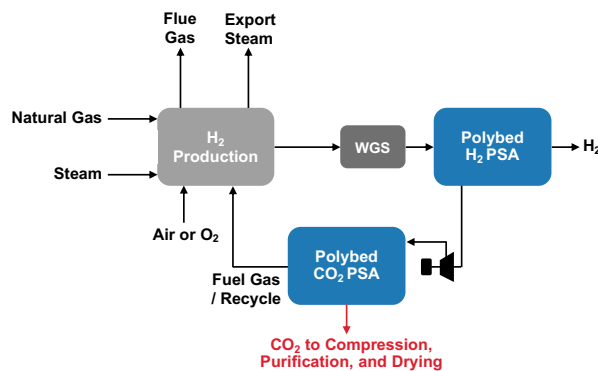 Flue
Gas
Export
Steam
Natural Gas
H₂
Production
WGS
Polybed
H₂ PSA
H₂
Steam
Air or O₂
Polybed
CO₂ PSA
Fuel Gas
/ Recycle
CO₂ to Compression,
Purification, and Drying